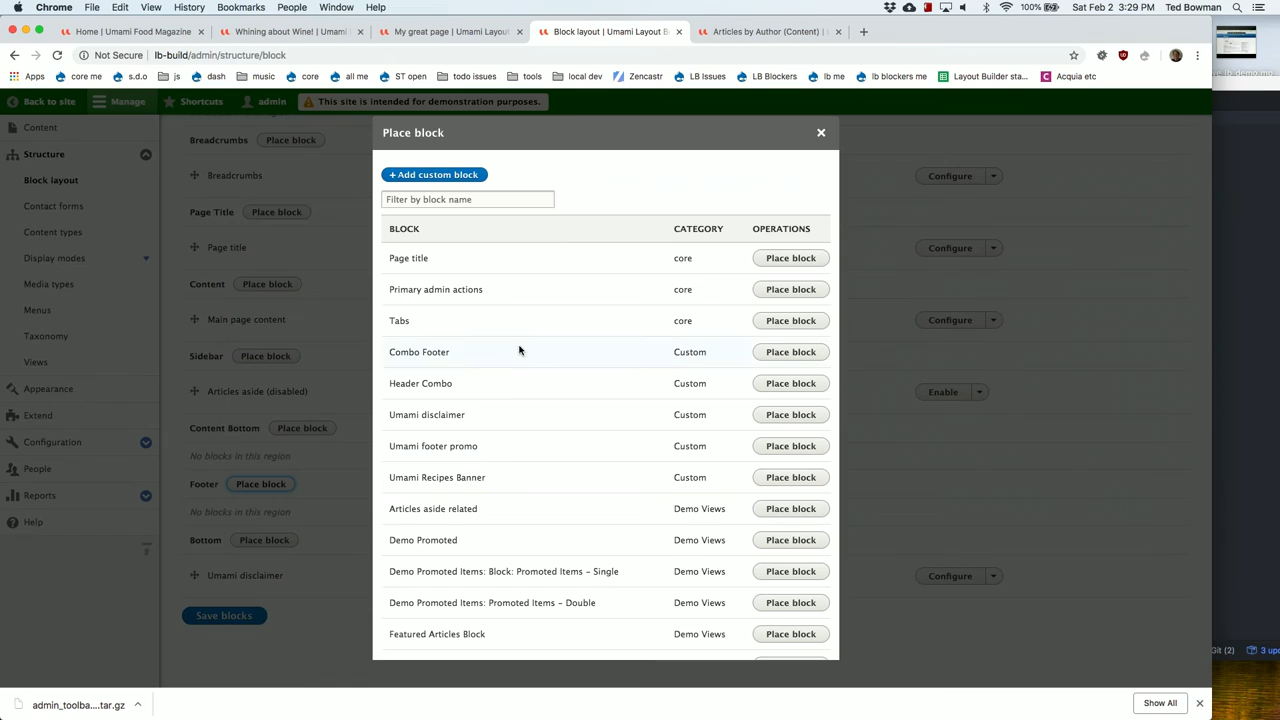 Chrome File Edit View History Bookmarks People Window Help 100% Sat Feb 2 3:29 PM Ted Bowman
Home | Umami Food Magazine Whining about Wine! | Umami My great page | Umami Layou Block layout | Umami Layout B Articles by Author (Content) |
Not Secure lb-build/admin/structure/block
Apps core me s.d.o js dash music core all me ST open todo issues tools local dev Zencastr LB Issues LB Blockers lb me lb blockers me Layout Builder sta... Acquia etc
Back to site Manage Shortcuts admin This site is intended for demonstration purposes.
Content
Structure
Block layout
Contact forms
Content types
Display modes
Media types
Menus
Taxonomy
Views
Appearance
Extend
Configuration
People
Reports
Help
Breadcrumbs Place block
Breadcrumbs Configure
Page Title Place block
Page title Configure
Content Place block
Main page content Configure
Sidebar Place block
Articles aside (disabled) Enable
Content Bottom Place block
No blocks in this region
Footer Place block
No blocks in this region
Bottom Place block
Umami disclaimer Configure
Save blocks
Place block
+ Add custom block
Filter by block name
BLOCK CATEGORY OPERATIONS
Page title core Place block
Primary admin actions core Place block
Tabs core Place block
Combo Footer Custom Place block
Header Combo Custom Place block
Umami disclaimer Custom Place block
Umami footer promo Custom Place block
Umami Recipes Banner Custom Place block
Articles aside related Demo Views Place block
Demo Promoted Demo Views Place block
Demo Promoted Items: Block: Promoted Items – Single Demo Views Place block
Demo Promoted Items: Promoted Items – Double Demo Views Place block
Featured Articles Block Demo Views Place block
Git (2) 3 up
admin_toolba....tar.gz Show All